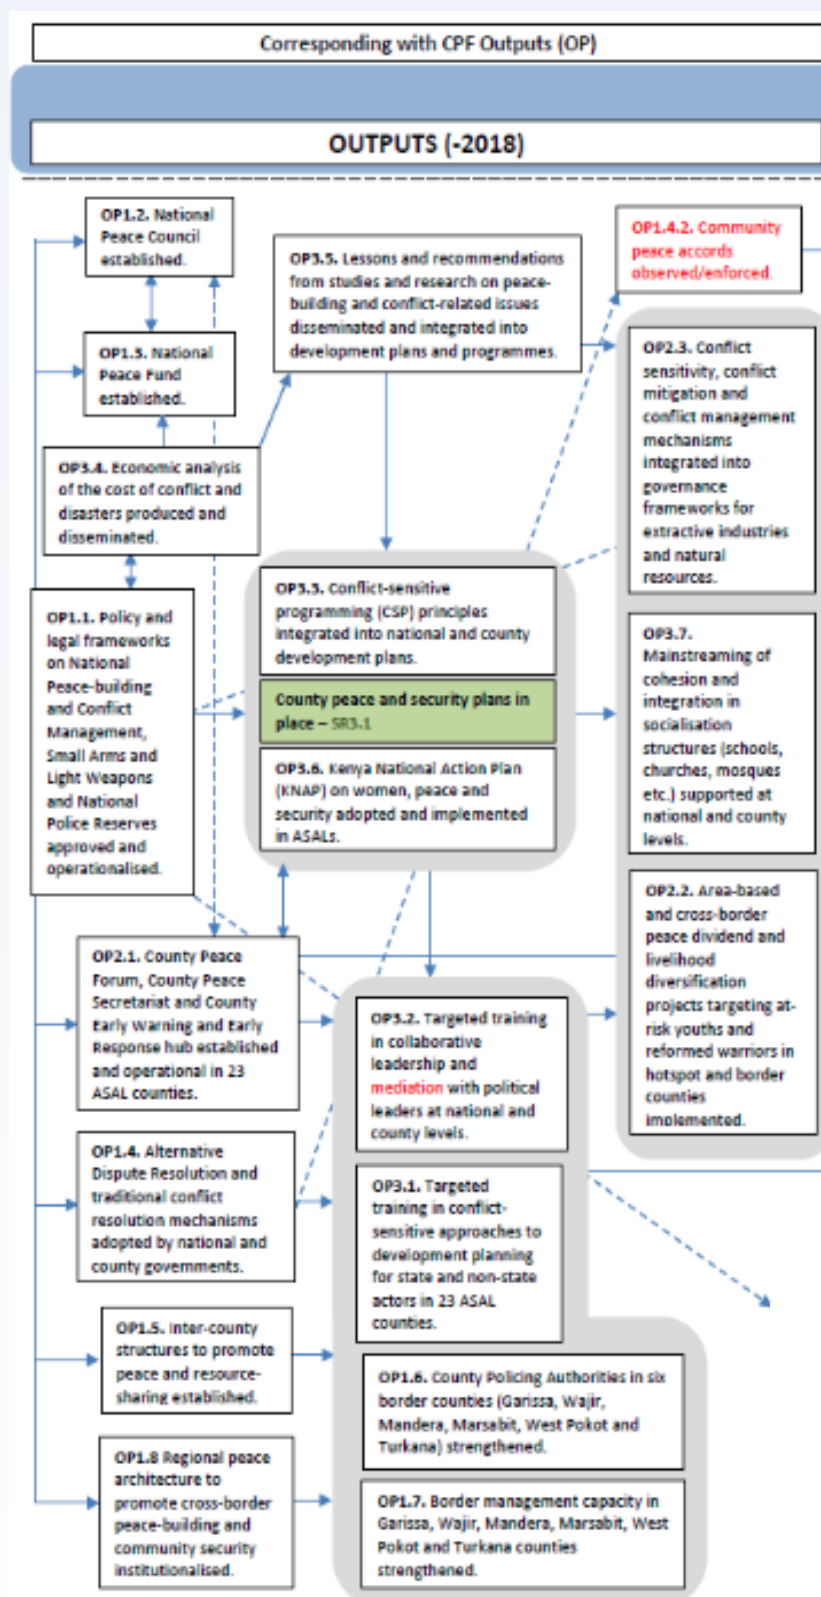 Corresponding with CPF Outputs (OP)
OUTPUTS (-2018)
OP1.2. National
Peace Council
established.
OP1.3. National
Peace Fund
established.
OP3.4. Economic analysis
of the cost of conflict and
disasters produced and
disseminated.
OP1.1. Policy and
legal frameworks
on National
Peace-building
and Conflict
Management,
Small Arms and
Light Weapons
and National
Police Reserves
approved and
operationalised.
OP3.5. Lessons and recommendations
from studies and research on peace-
building and conflict-related issues
disseminated and integrated into
development plans and programmes.
OP3.3. Conflict-sensitive
programming (CSP) principles
integrated into national and county
development plans.
County peace and security plans in
place – SR3.1
OP3.6. Kenya National Action Plan
(KNAP) on women, peace and
security adopted and implemented
in ASALs.
OP1.4.2. Community
peace accords
observed/enforced.
OP2.3. Conflict
sensitivity, conflict
mitigation and
conflict management
mechanisms
integrated into
governance
frameworks for
extractive industries
and natural
resources.
OP3.7.
Mainstreaming of
cohesion and
integration in
socialisation
structures (schools,
churches, mosques
etc.) supported at
national and county
levels.
OP2.2. Area-based
and cross-border
peace dividend and
livelihood
diversification
projects targeting at-
risk youths and
reformed warriors in
hotspot and border
counties
implemented.
OP2.1. County Peace
Forum, County Peace
Secretariat and County
Early Warning and Early
Response hub established
and operational in 23
ASAL counties.
OP1.4. Alternative
Dispute Resolution and
traditional conflict
resolution mechanisms
adopted by national and
county governments.
OP1.5. Inter-county
structures to promote
peace and resource-
sharing established.
OP1.8 Regional peace
architecture to
promote cross-border
peace-building and
community security
institutionalised.
OP3.2. Targeted training
in collaborative
leadership and
mediation with political
leaders at national and
county levels.
OP3.1. Targeted
training in conflict-
sensitive approaches to
development planning
for state and non-state
actors in 23 ASAL
counties.
OP1.6. County Policing Authorities in six
border counties (Garissa, Wajir,
Mandera, Marsabit, West Pokot and
Turkana) strengthened.
OP1.7. Border management capacity in
Garissa, Wajir, Mandera, Marsabit, West
Pokot and Turkana counties
strengthened.